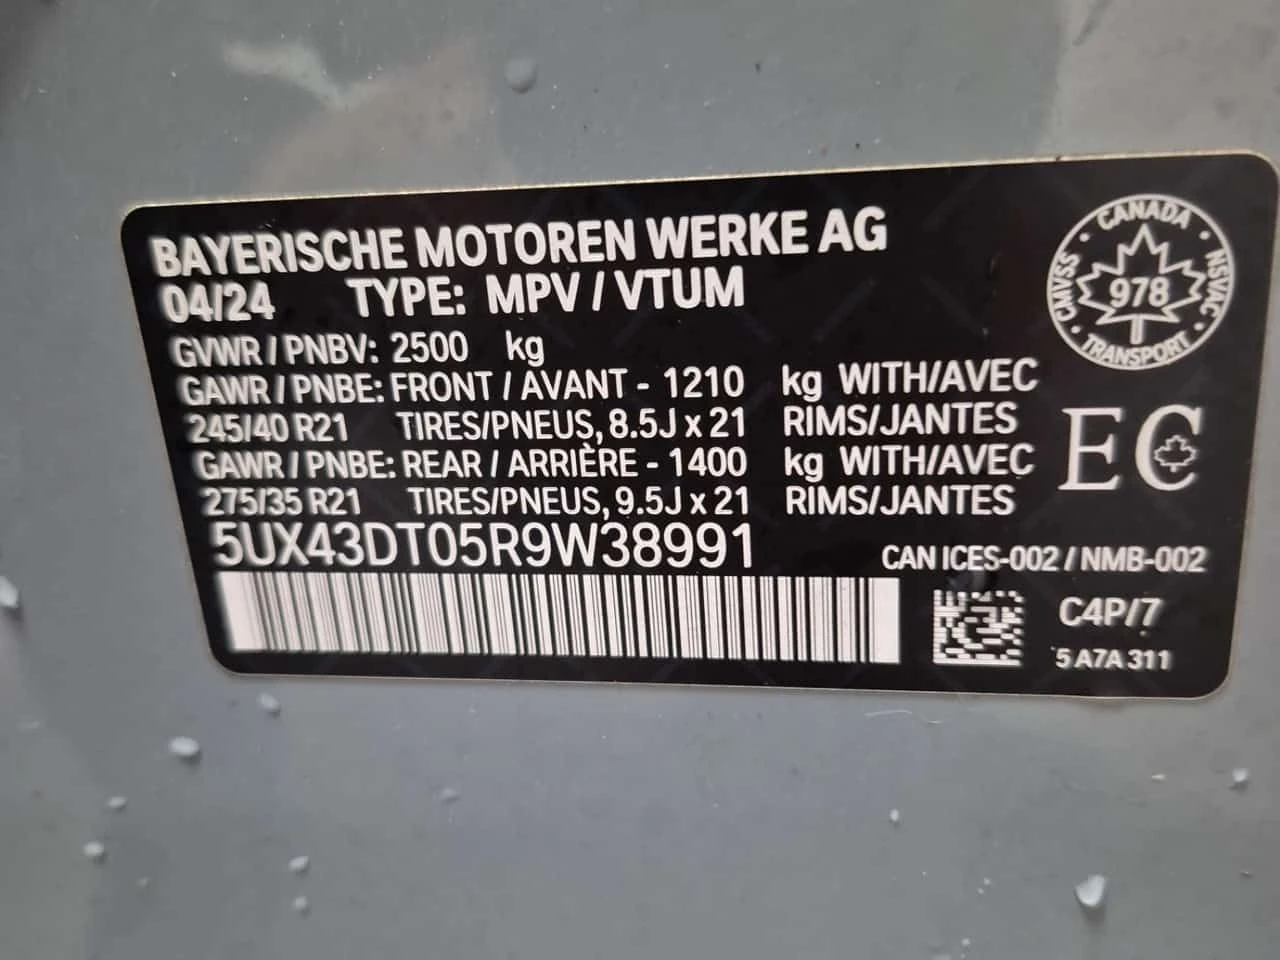 BAYERISCHE MOTOREN WERKE AG
04/24 TYPE: MPV / VTUM
GVWR / PNBV: 2500 kg
GAWR / PNBE: FRONT / AVANT - 1210 kg WITH/AVEC
245/40 R21 TIRES/PNEUS, 8.5J x 21 RIMS/JANTES
GAWR / PNBE: REAR / ARRIÈRE - 1400 kg WITH/AVEC
275/35 R21 TIRES/PNEUS, 9.5J x 21 RIMS/JANTES
5UX43DT05R9W38991
CANADA
CMVSS · 978 · NSVAC
TRANSPORT
EC
CAN ICES-002 / NMB-002
C4P/7
5 A7A 311